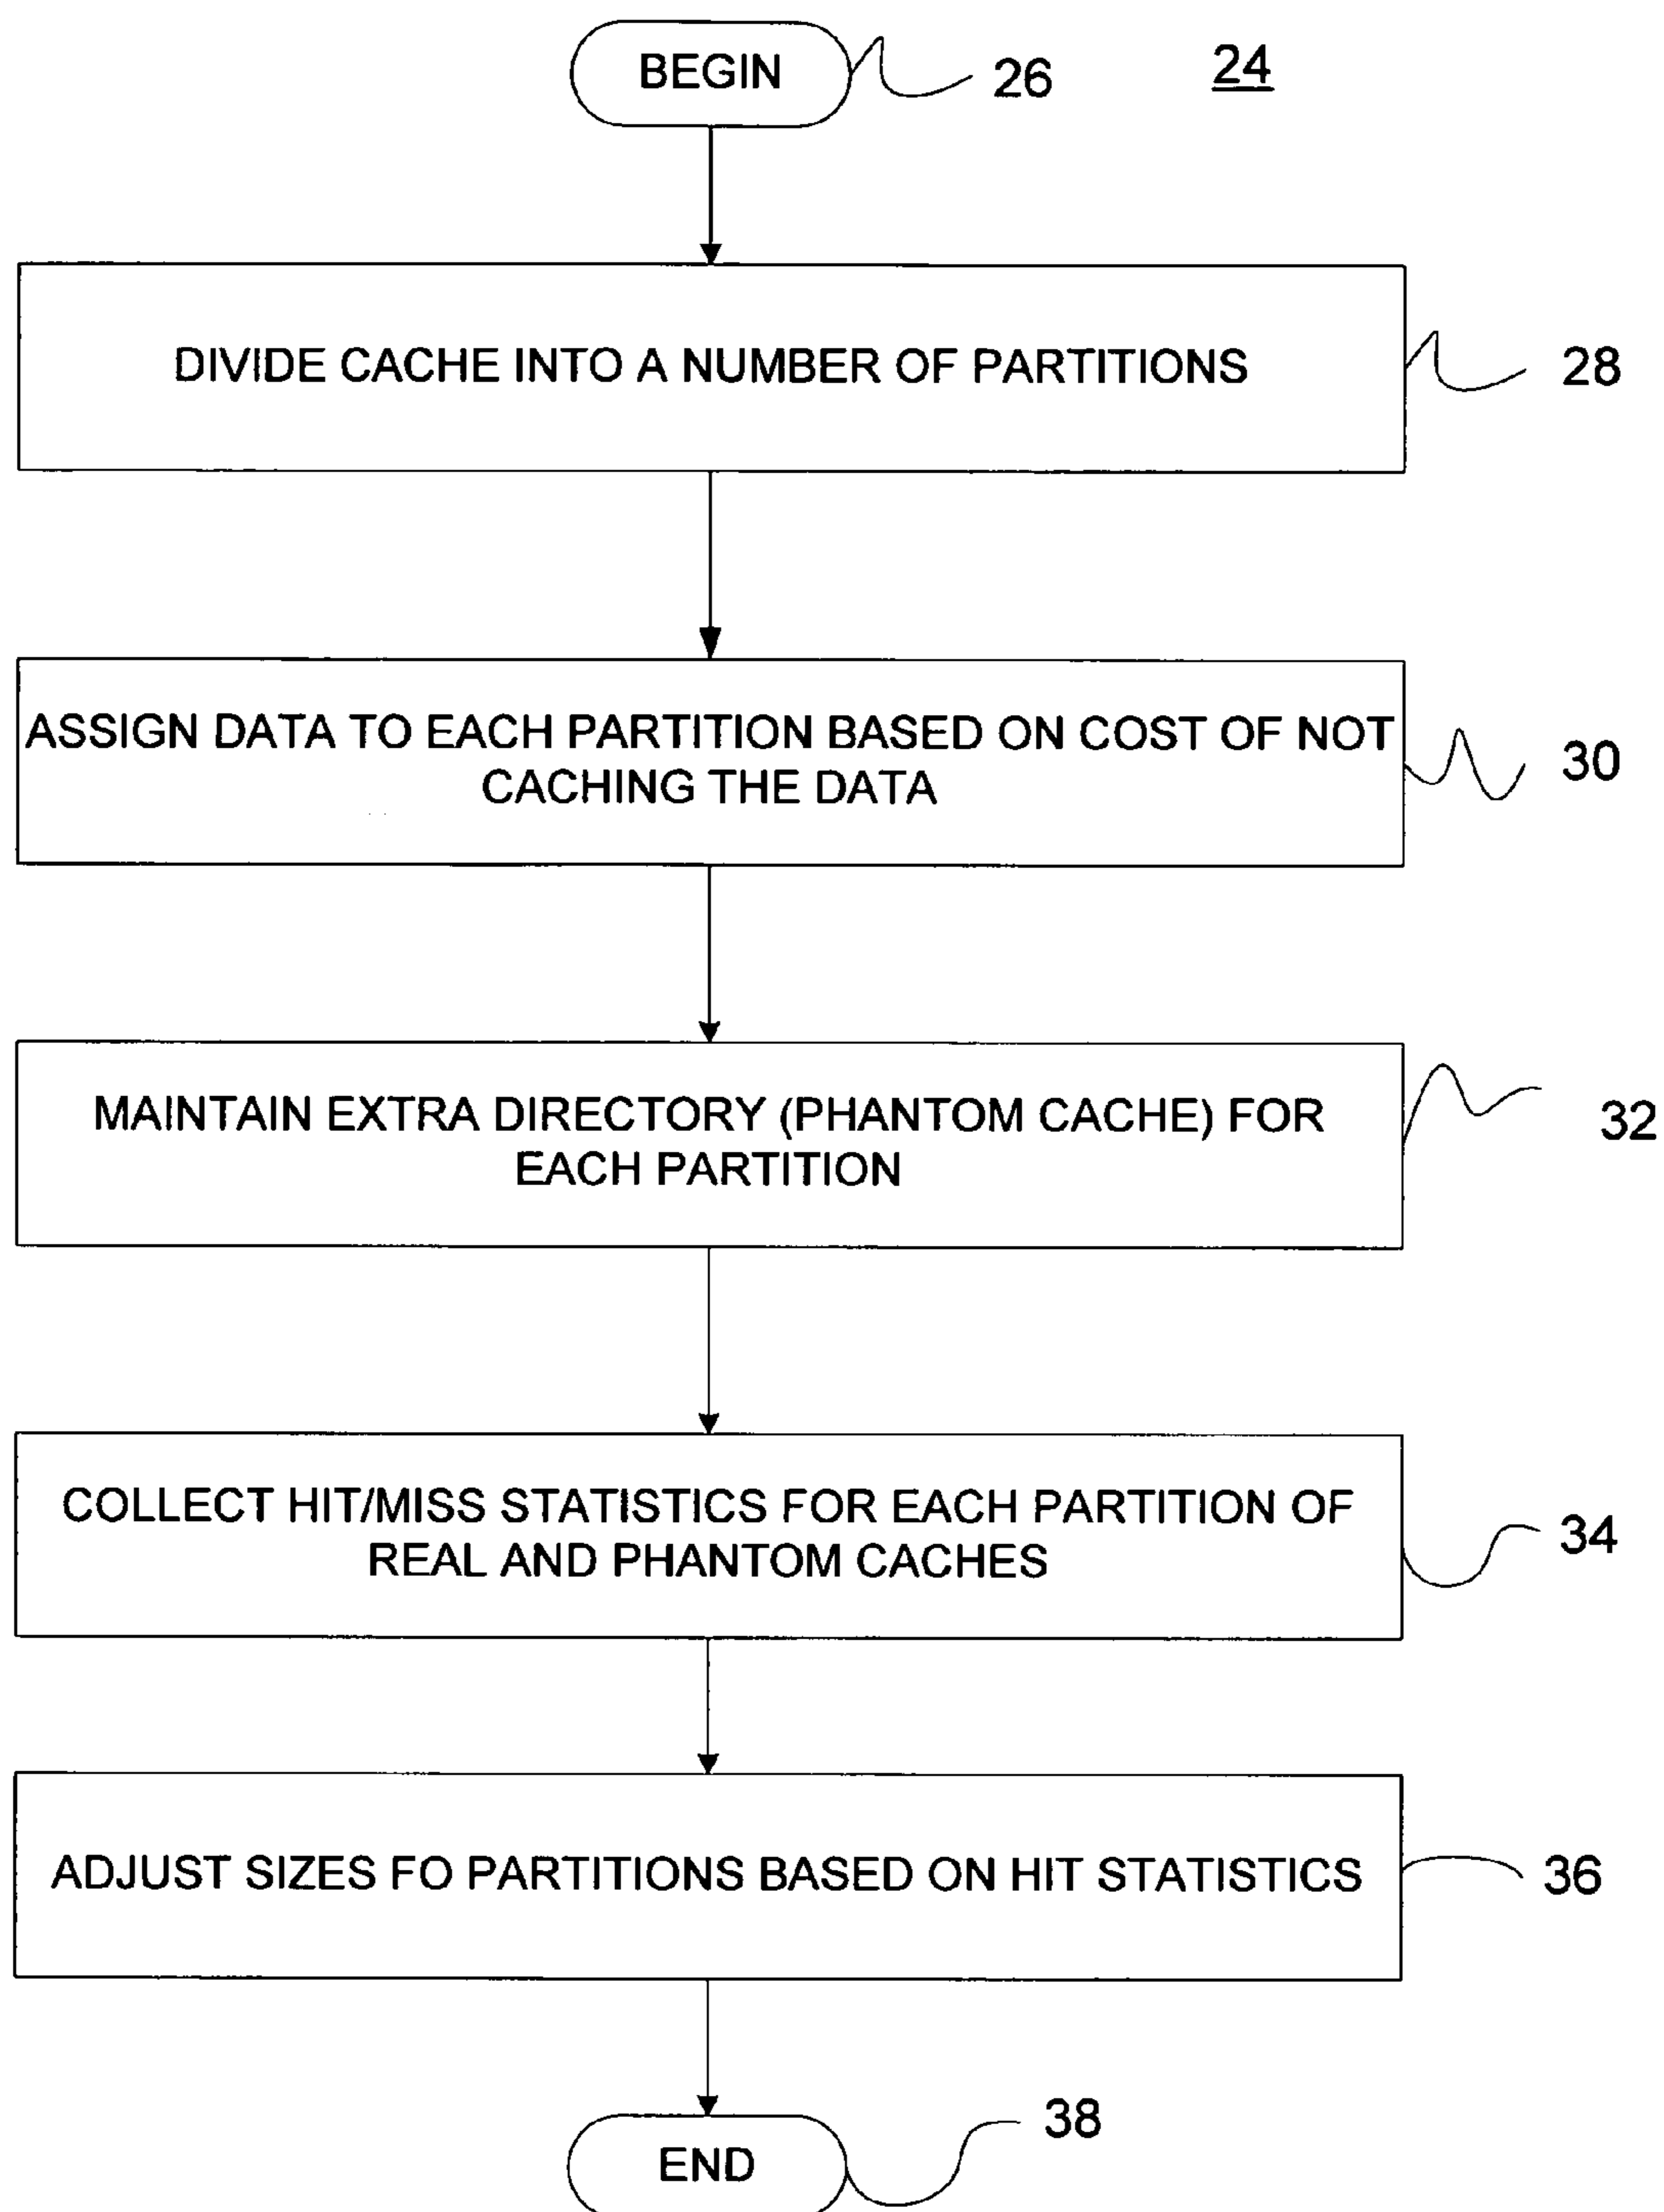 BEGIN
26
24
DIVIDE CACHE INTO A NUMBER OF PARTITIONS
28
ASSIGN DATA TO EACH PARTITION BASED ON COST OF NOT
CACHING THE DATA
30
MAINTAIN EXTRA DIRECTORY (PHANTOM CACHE) FOR
EACH PARTITION
32
COLLECT HIT/MISS STATISTICS FOR EACH PARTITION OF
REAL AND PHANTOM CACHES
34
ADJUST SIZES FO PARTITIONS BASED ON HIT STATISTICS
36
38
END